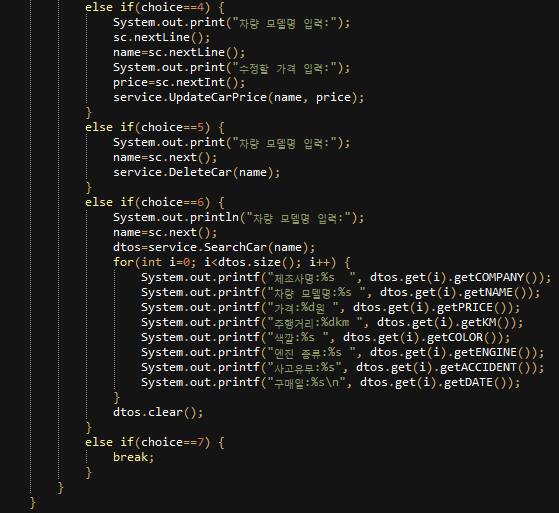 else if(choice==4) {
System.out.print("차량 모델명 입력:");
sc.nextLine();
name=sc.nextLine();
System.out.print("수정할 가격 입력:");
price=sc.nextInt();
service.UpdateCarPrice(name, price);
}
else if(choice==5) {
System.out.print("차량 모델명 입력:");
name=sc.next();
service.DeleteCar(name);
}
else if(choice==6) {
System.out.println("차량 모델명 입력:");
name=sc.next();
dtos=service.SearchCar(name);
for(int i=0; i<dtos.size(); i++) {
System.out.printf("제조사명:%s  ", dtos.get(i).getCOMPANY());
System.out.printf("차량 모델명:%s ", dtos.get(i).getNAME());
System.out.printf("가격:%d원 ", dtos.get(i).getPRICE());
System.out.printf("주행거리:%dkm ", dtos.get(i).getKM());
System.out.printf("색깔:%s ", dtos.get(i).getCOLOR());
System.out.printf("엔진 종류:%s ", dtos.get(i).getENGINE());
System.out.printf("사고유무:%s", dtos.get(i).getACCIDENT());
System.out.printf("구매일:%s\n", dtos.get(i).getDATE());
}
dtos.clear();
}
else if(choice==7) {
break;
}
}
}